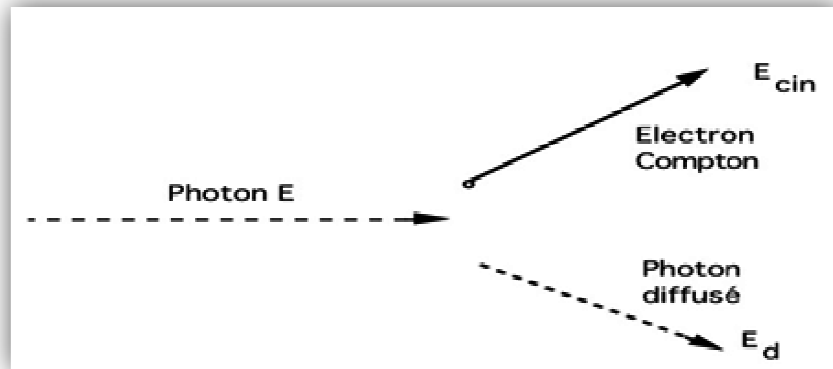 E cin
Electron
Compton
Photon E
Photon
diffusé
E d